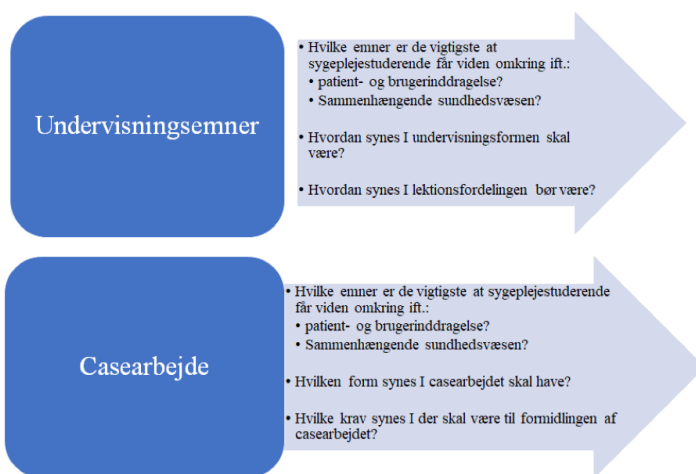 Undervisningsemner
• Hvilke emner er de vigtigste at
sygeplejestuderende får viden omkring ift.:
• patient- og brugerinddragelse?
• Sammenhængende sundhedsvæsen?
• Hvordan synes I undervisningsformen skal
være?
• Hvordan synes I lektionsfordelingen bør være?
Casearbejde
• Hvilke emner er de vigtigste at sygeplejestuderende
får viden omkring ift.:
• patient- og brugerinddragelse?
• Sammenhængende sundhedsvæsen?
• Hvilken form synes I casearbejdet skal have?
• Hvilke krav synes I der skal være til formidlingen af
casearbejdet?